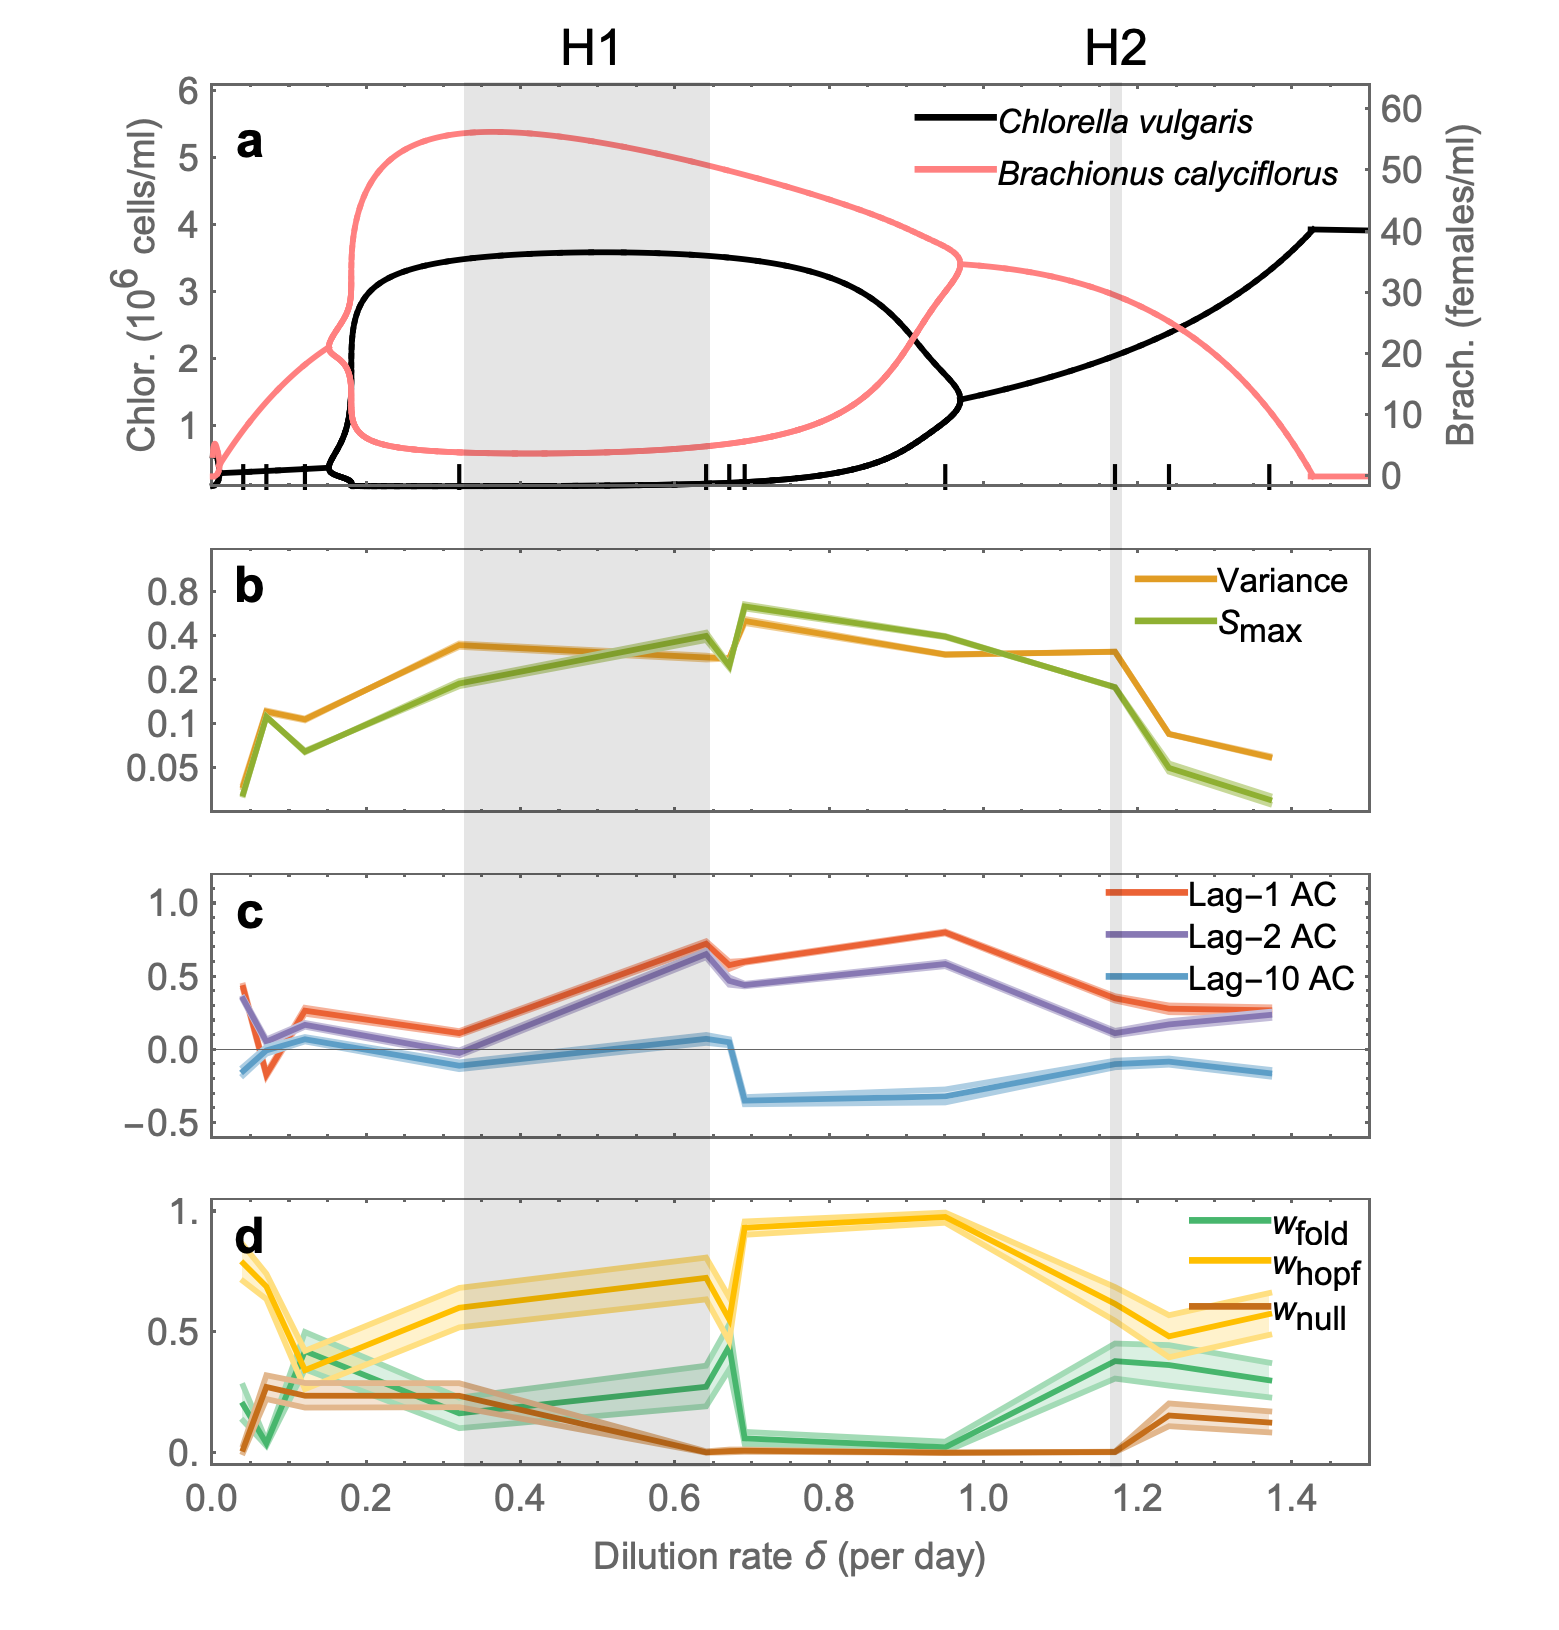 H1 H2
a
Chlorella vulgaris
Brachionus calyciflorus
Chlor. (10^6 cells/ml)
6
5
4
3
2
1
Brach. (females/ml)
60
50
40
30
20
10
0
b
Variance
Smax
0.8
0.4
0.2
0.1
0.05
c
Lag−1 AC
Lag−2 AC
Lag−10 AC
1.0
0.5
0.0
−0.5
d
wfold
whopf
wnull
1.
0.5
0.
0.0 0.2 0.4 0.6 0.8 1.0 1.2 1.4
Dilution rate δ (per day)